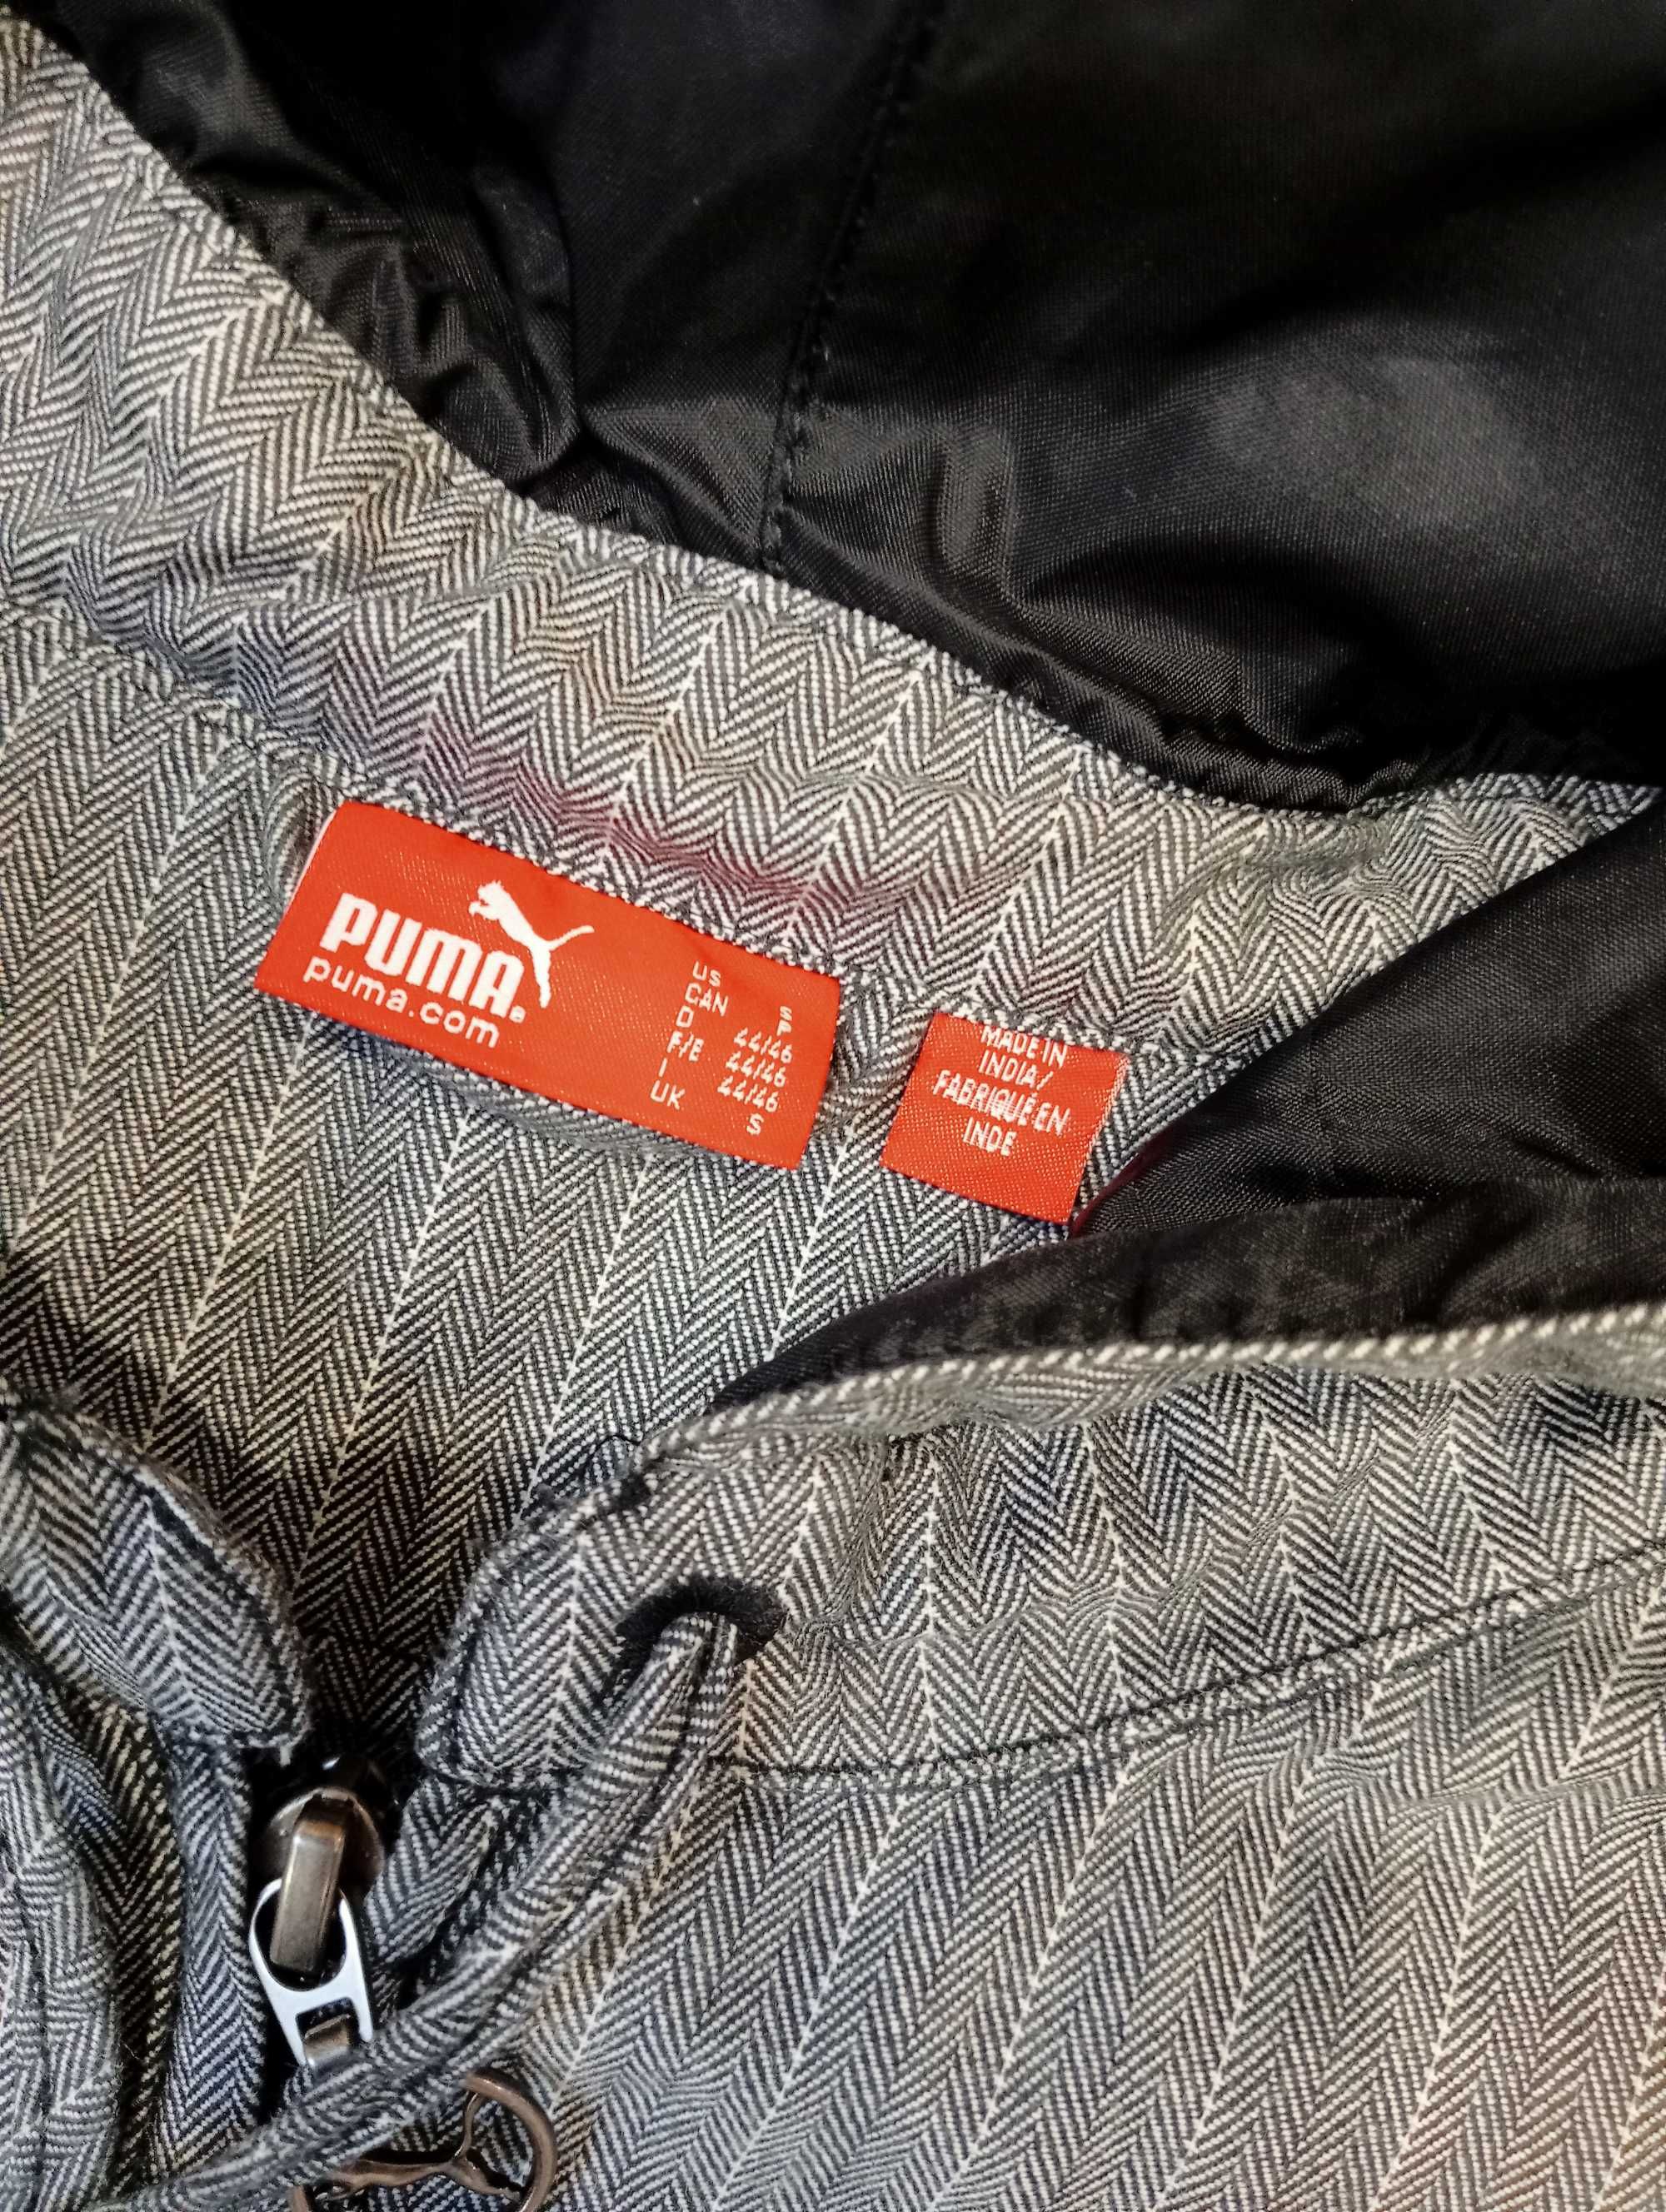 PUMA®
puma.com
US S
CAN P
D 44/46
F/E 44/46
I 44/46
UK S
MADE IN
INDIA/
FABRIQUÉ EN
INDE